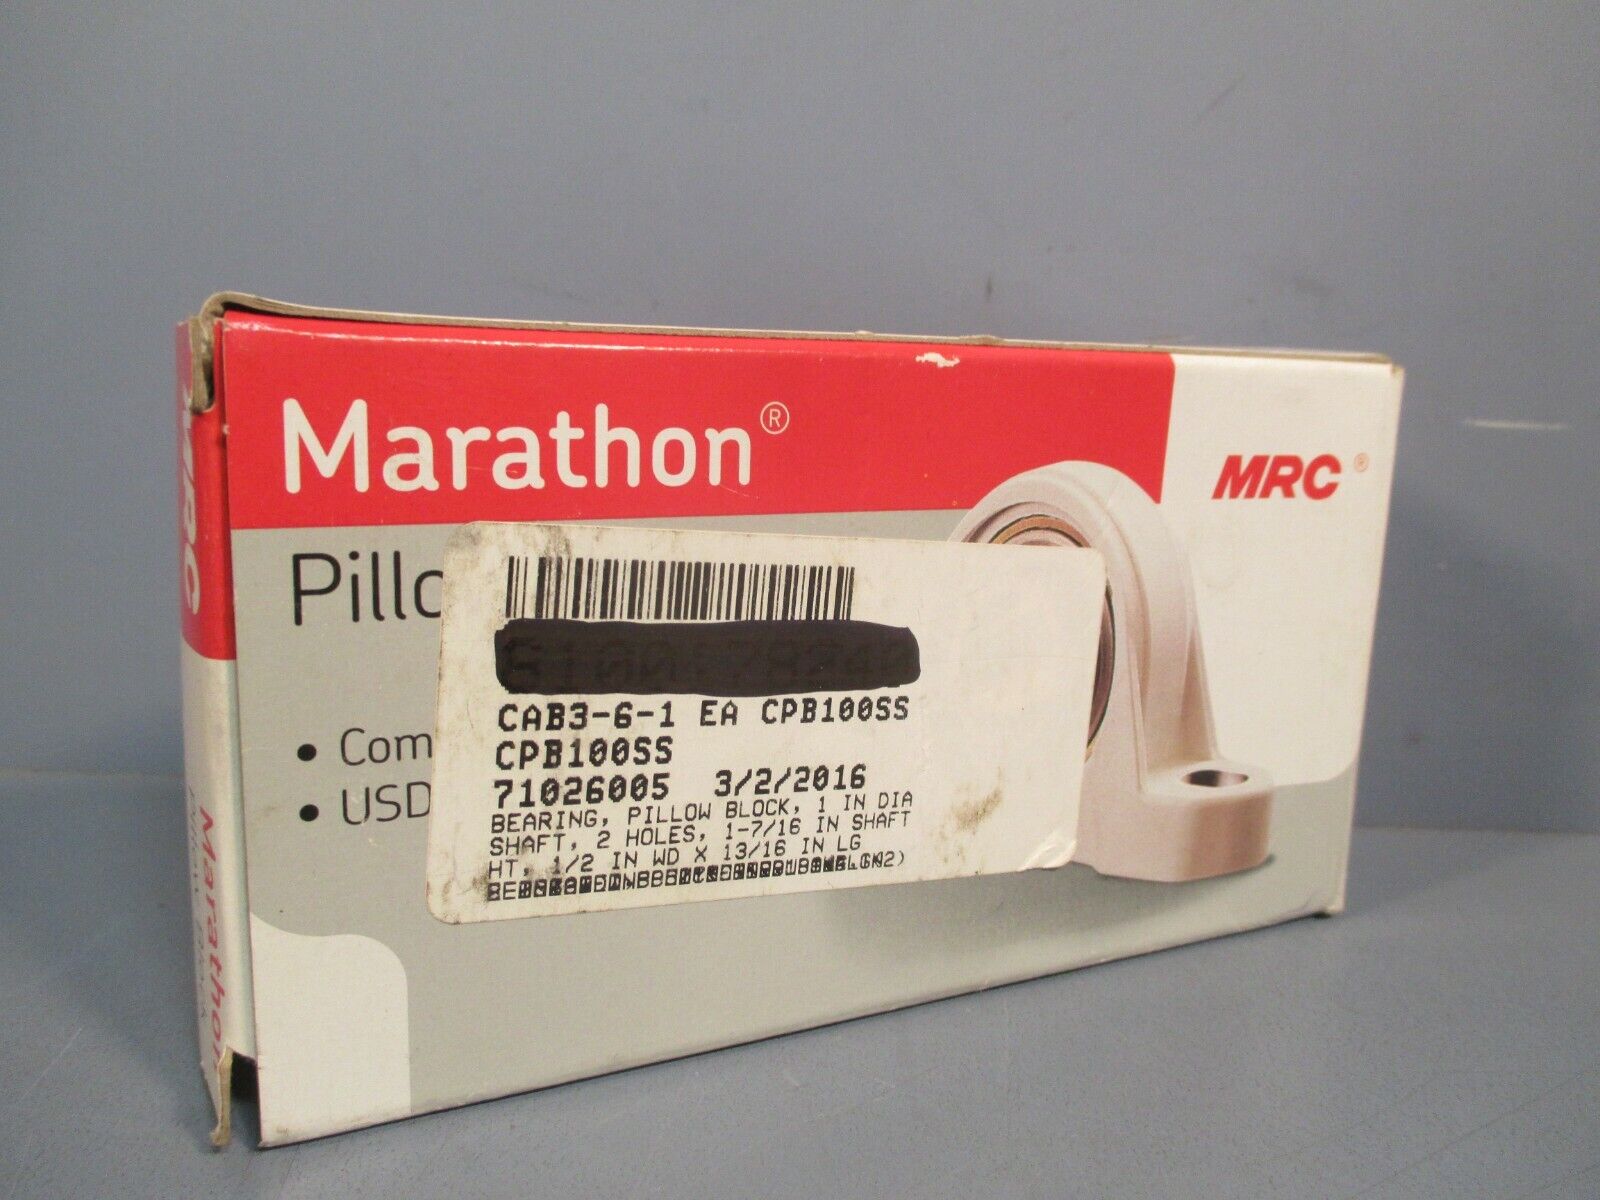 Marathon®
MRC®
Pillo
• Com
• USD
CAB3-6-1 EA CPB100SS
CPB100SS
71026005 3/2/2016
BEARING, PILLOW BLOCK, 1 IN DIA
SHAFT, 2 HOLES, 1-7/16 IN SHAFT
HT, 1/2 IN WD X 13/16 IN LG
MRC
Marathon
Pillow Block